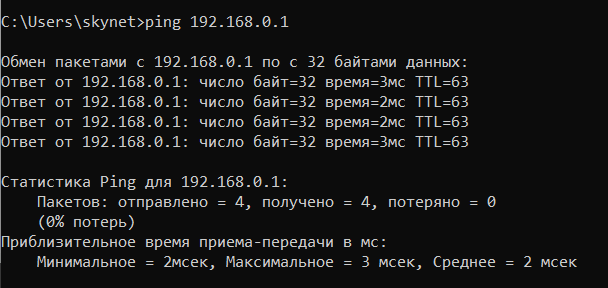 C:\Users\skynet>ping 192.168.0.1
Обмен пакетами с 192.168.0.1 по с 32 байтами данных:
Ответ от 192.168.0.1: число байт=32 время=3мс TTL=63
Ответ от 192.168.0.1: число байт=32 время=2мс TTL=63
Ответ от 192.168.0.1: число байт=32 время=2мс TTL=63
Ответ от 192.168.0.1: число байт=32 время=3мс TTL=63
Статистика Ping для 192.168.0.1:
Пакетов: отправлено = 4, получено = 4, потеряно = 0
(0% потерь)
Приблизительное время приема-передачи в мс:
Минимальное = 2мсек, Максимальное = 3 мсек, Среднее = 2 мсек